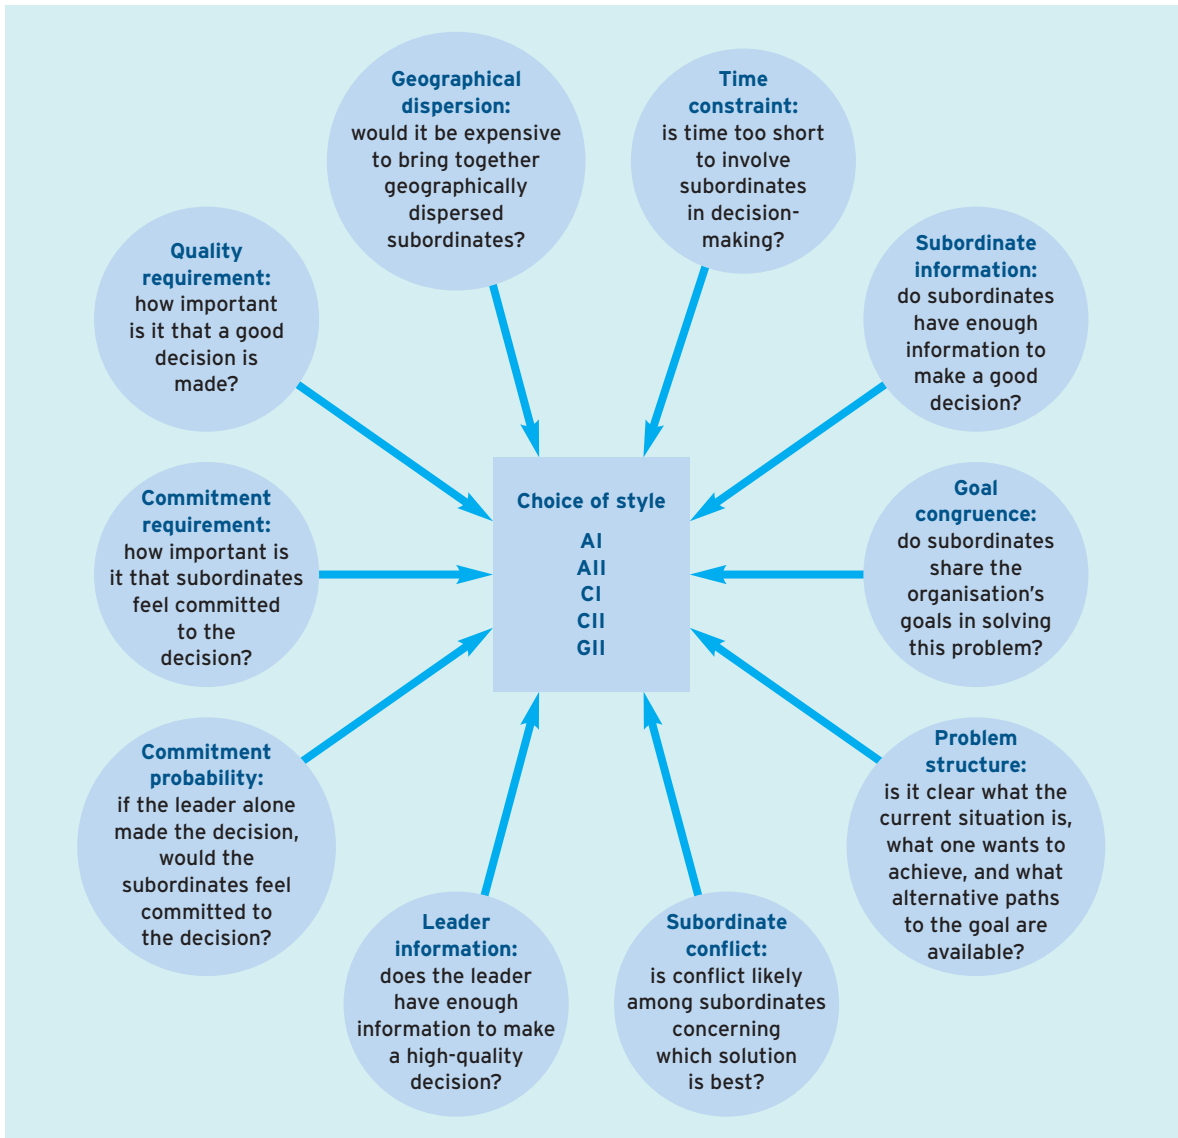 Geographical
dispersion:
would it be expensive
to bring together
geographically
dispersed
subordinates?
Time
constraint:
is time too short
to involve
subordinates
in decision-
making?
Quality
requirement:
how important
is it that a good
decision is
made?
Subordinate
information:
do subordinates
have enough
information to
make a good
decision?
Commitment
requirement:
how important is
it that subordinates
feel committed
to the
decision?
Choice of style
AI
AII
CI
CII
GII
Goal
congruence:
do subordinates
share the
organisation’s
goals in solving
this problem?
Commitment
probability:
if the leader alone
made the decision,
would the
subordinates feel
committed to
the decision?
Problem
structure:
is it clear what the
current situation is,
what one wants to
achieve, and what
alternative paths
to the goal are
available?
Leader
information:
does the leader
have enough
information to make
a high-quality
decision?
Subordinate
conflict:
is conflict likely
among subordinates
concerning
which solution
is best?